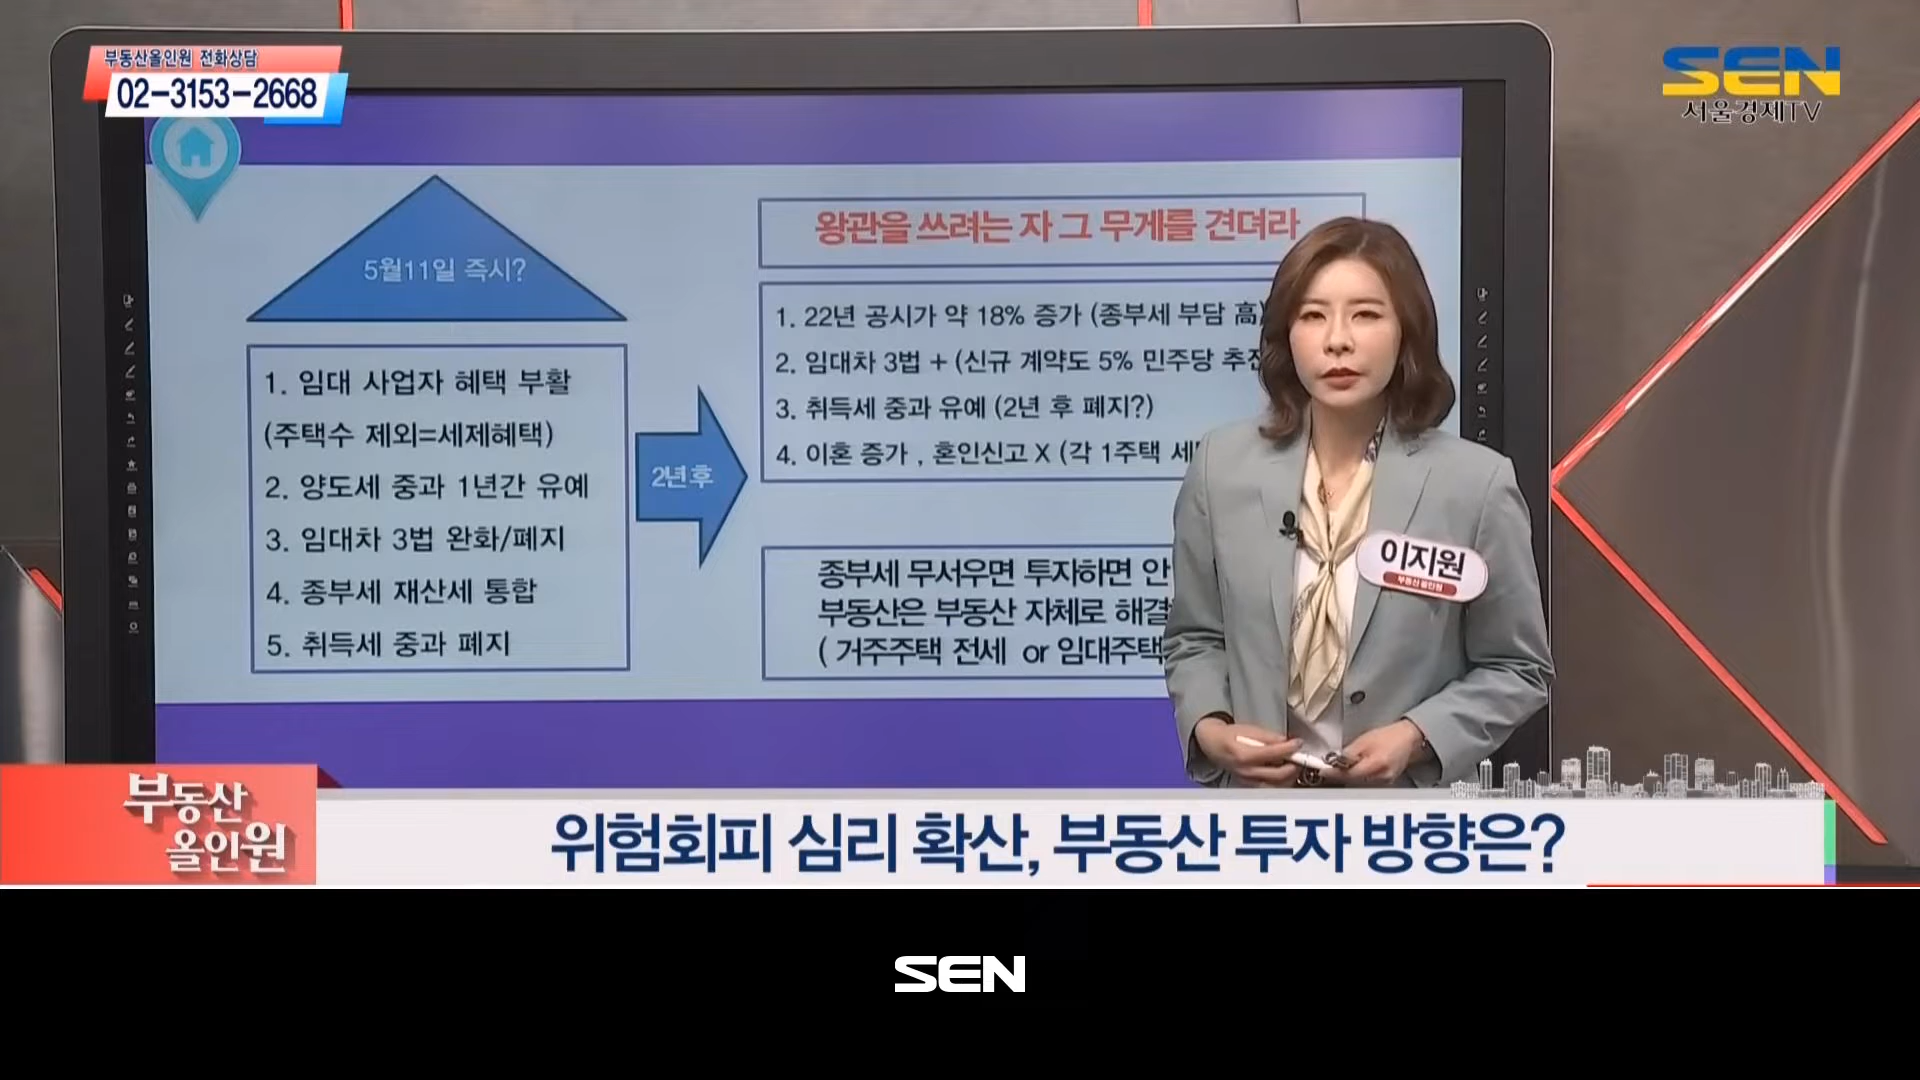 부동산올인원 전화상담
02-3153-2668
SEN
서울경제TV
5월11일 즉시?
1. 임대 사업자 혜택 부활
(주택수 제외=세제혜택)
2. 양도세 중과 1년간 유예
3. 임대차 3법 완화/폐지
4. 종부세 재산세 통합
5. 취득세 중과 폐지
2년후
왕관을 쓰려는 자 그 무게를 견뎌라
1. 22년 공시가 약 18% 증가 (종부세 부담 高)
2. 임대차 3법 + (신규 계약도 5% 민주당
3. 취득세 중과 유예 (2년 후 폐지?)
4. 이혼 증가 , 혼인신고 X (각 1주택
종부세 무서우면 투자하면
부동산은 부동산 자체로
( 거주주택 전세 or 임대주택
이지원
부동산 올인원
부동산
올인원
위험회피 심리 확산, 부동산 투자 방향은?
SEN